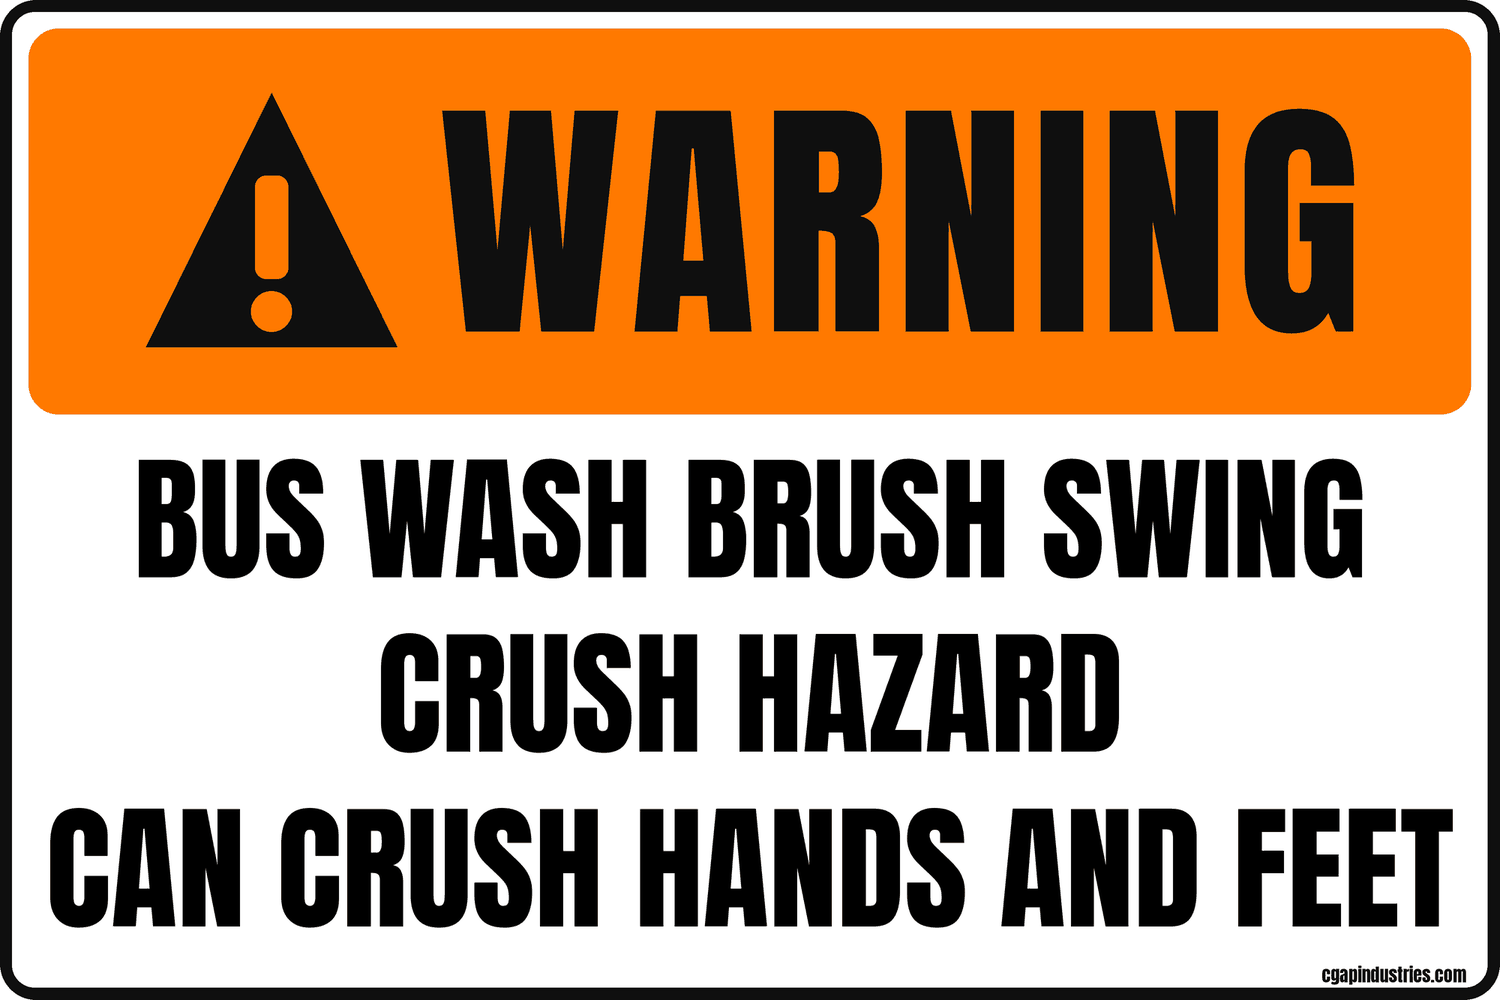 WARNING
BUS WASH BRUSH SWING
CRUSH HAZARD
CAN CRUSH HANDS AND FEET
cgapindustries.com